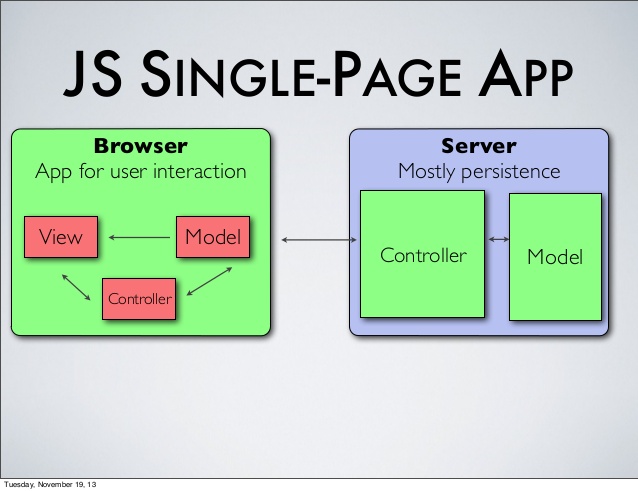 JS SINGLE-PAGE APP
Browser
App for user interaction
View
Model
Controller
Server
Mostly persistence
Controller
Model
Tuesday, November 19, 13